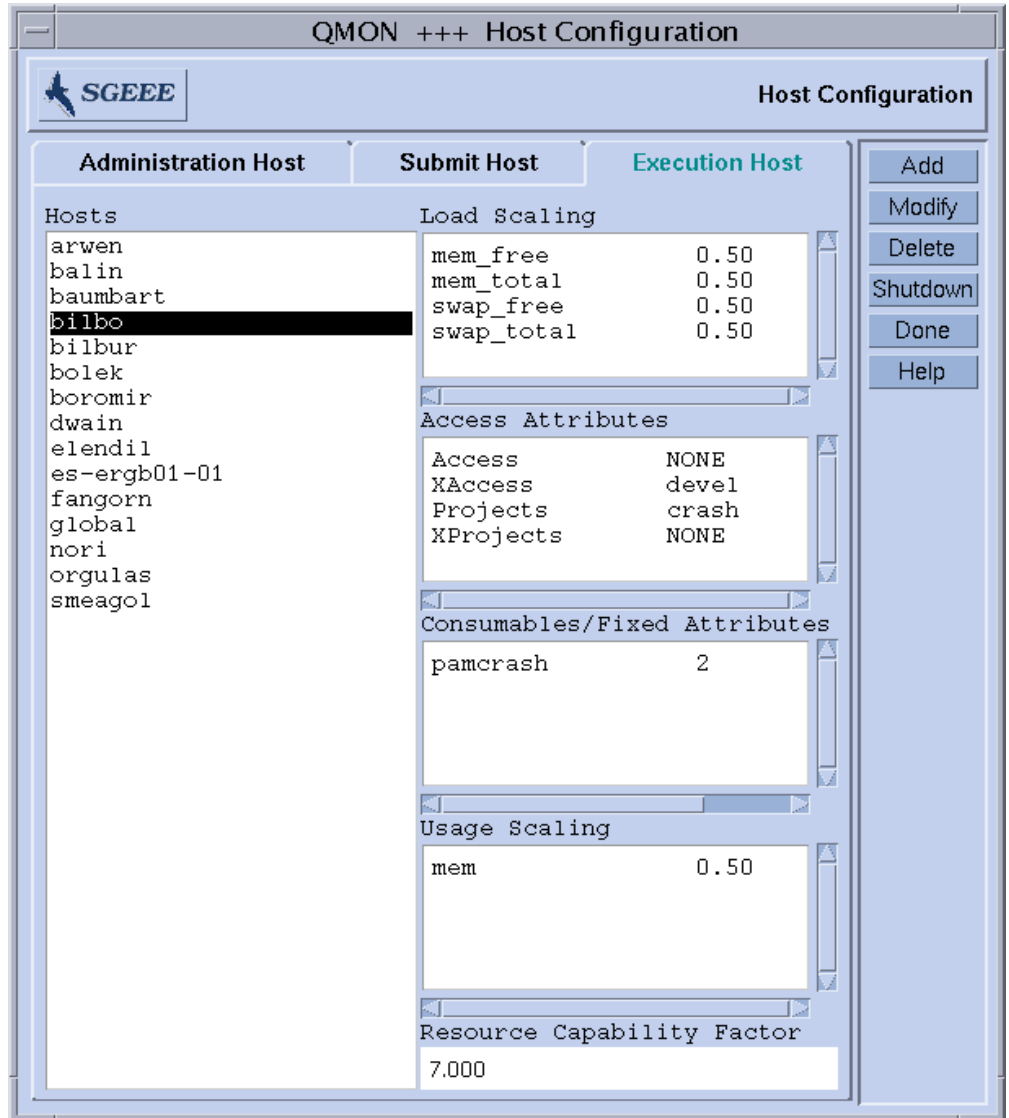 QMON +++ Host Configuration
SGEEE
Host Configuration
Administration Host
Submit Host
Execution Host
Hosts
arwen
balin
baumbart
bilbo
bilbur
bolek
boromir
dwain
elendil
es-ergb01-01
fangorn
global
nori
orgulas
smeagol
Load Scaling
mem_free 0.50
mem_total 0.50
swap_free 0.50
swap_total 0.50
Access Attributes
Access NONE
XAccess devel
Projects crash
XProjects NONE
Consumables/Fixed Attributes
pamcrash 2
Usage Scaling
mem 0.50
Resource Capability Factor
7.000
Add
Modify
Delete
Shutdown
Done
Help